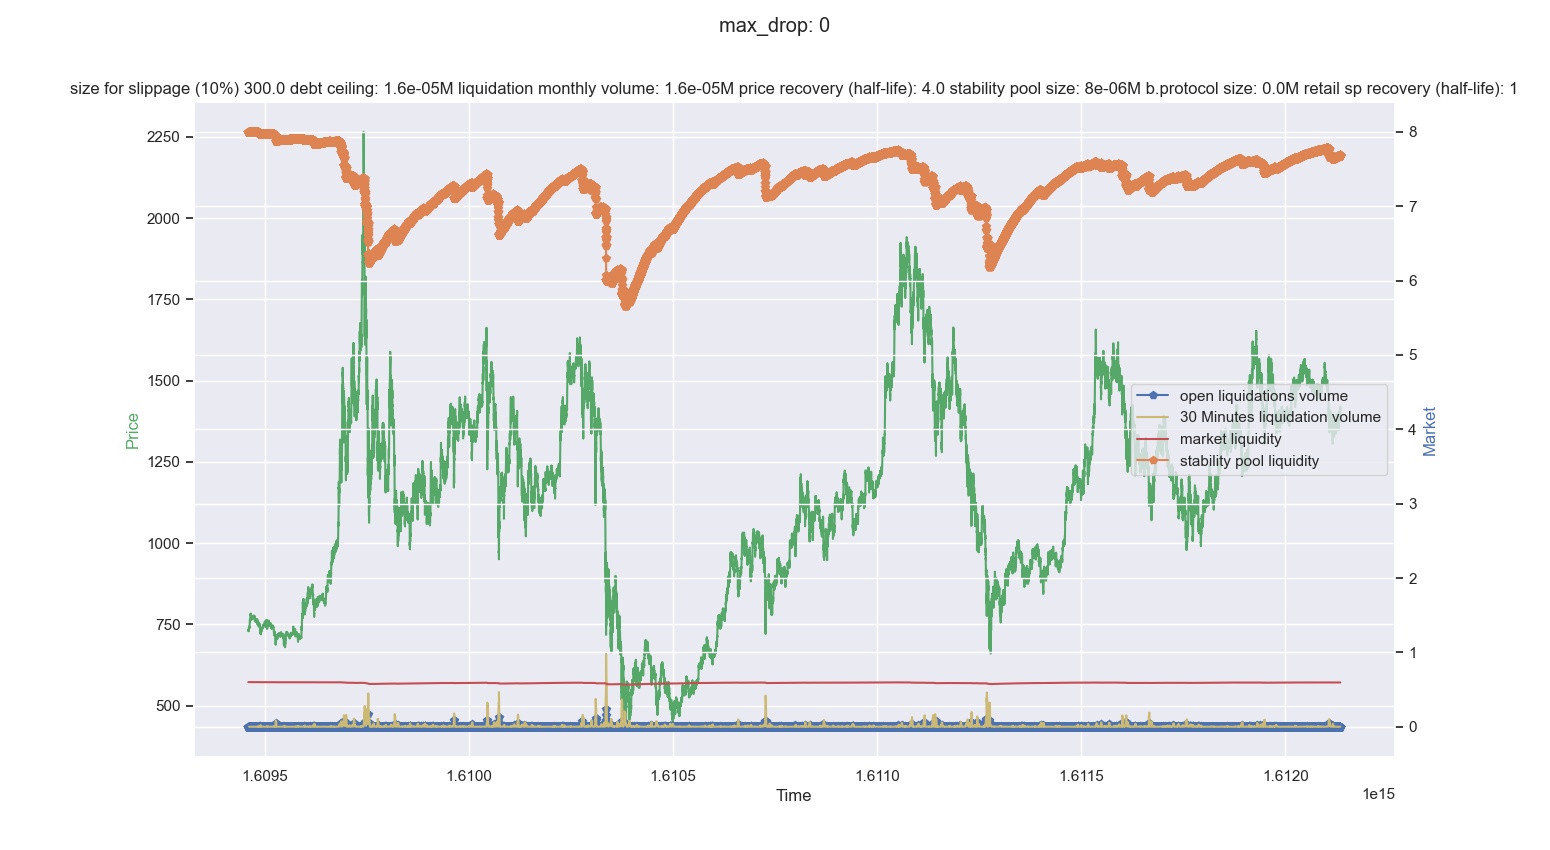 max_drop: 0
size for slippage (10%) 300.0 debt ceiling: 1.6e-05M liquidation monthly volume: 1.6e-05M price recovery (half-life): 4.0 stability pool size: 8e-06M b.protocol size: 0.0M retail sp recovery (half-life): 1
2250
2000
1750
1500
1250
1000
750
500
Price
8
7
6
5
4
3
2
1
0
Market
open liquidations volume
30 Minutes liquidation volume
market liquidity
stability pool liquidity
1.6095
1.6100
1.6105
1.6110
1.6115
1.6120
1e15
Time